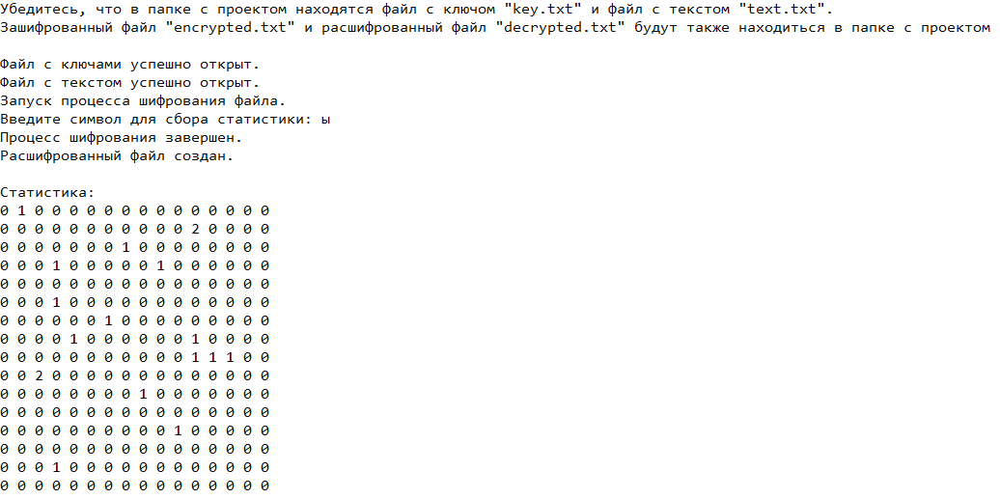 Убедитесь, что в папке с проектом находятся файл с ключом "key.txt" и файл с текстом "text.txt".
Зашифрованный файл "encrypted.txt" и расшифрованный файл "decrypted.txt" будут также находиться в папке с проектом
Файл с ключами успешно открыт.
Файл с текстом успешно открыт.
Запуск процесса шифрования файла.
Введите символ для сбора статистики: ы
Процесс шифрования завершен.
Расшифрованный файл создан.
Статистика:
0 1 0 0 0 0 0 0 0 0 0 0 0 0 0 0
0 0 0 0 0 0 0 0 0 0 0 2 0 0 0 0
0 0 0 0 0 0 0 1 0 0 0 0 0 0 0 0
0 0 0 1 0 0 0 0 0 1 0 0 0 0 0 0
0 0 0 0 0 0 0 0 0 0 0 0 0 0 0 0
0 0 0 1 0 0 0 0 0 0 0 0 0 0 0 0
0 0 0 0 0 0 1 0 0 0 0 0 0 0 0 0
0 0 0 0 1 0 0 0 0 0 0 1 0 0 0 0
0 0 0 0 0 0 0 0 0 0 0 1 1 1 0 0
0 0 2 0 0 0 0 0 0 0 0 0 0 0 0 0
0 0 0 0 0 0 0 0 1 0 0 0 0 0 0 0
0 0 0 0 0 0 0 0 0 0 0 0 0 0 0 0
0 0 0 0 0 0 0 0 0 0 1 0 0 0 0 0
0 0 0 0 0 0 0 0 0 0 0 0 0 0 0 0
0 0 0 1 0 0 0 0 0 0 0 0 0 0 0 0
0 0 0 0 0 0 0 0 0 0 0 0 0 0 0 0